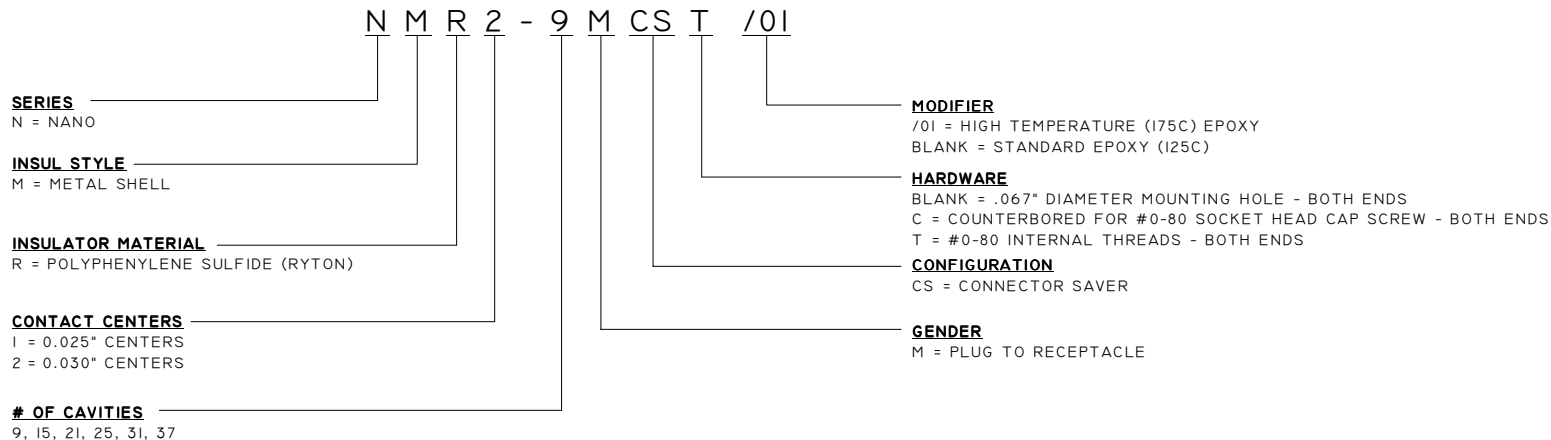 N M R 2 - 9 M CS T /01
SERIES
N = NANO
INSUL STYLE
M = METAL SHELL
INSULATOR MATERIAL
R = POLYPHENYLENE SULFIDE (RYTON)
CONTACT CENTERS
1 = 0.025" CENTERS
2 = 0.030" CENTERS
# OF CAVITIES
9, 15, 21, 25, 31, 37
MODIFIER
/01 = HIGH TEMPERATURE (175C) EPOXY
BLANK = STANDARD EPOXY (125C)
HARDWARE
BLANK = .067" DIAMETER MOUNTING HOLE - BOTH ENDS
C = COUNTERBORED FOR #0-80 SOCKET HEAD CAP SCREW - BOTH ENDS
T = #0-80 INTERNAL THREADS - BOTH ENDS
CONFIGURATION
CS = CONNECTOR SAVER
GENDER
M = PLUG TO RECEPTACLE